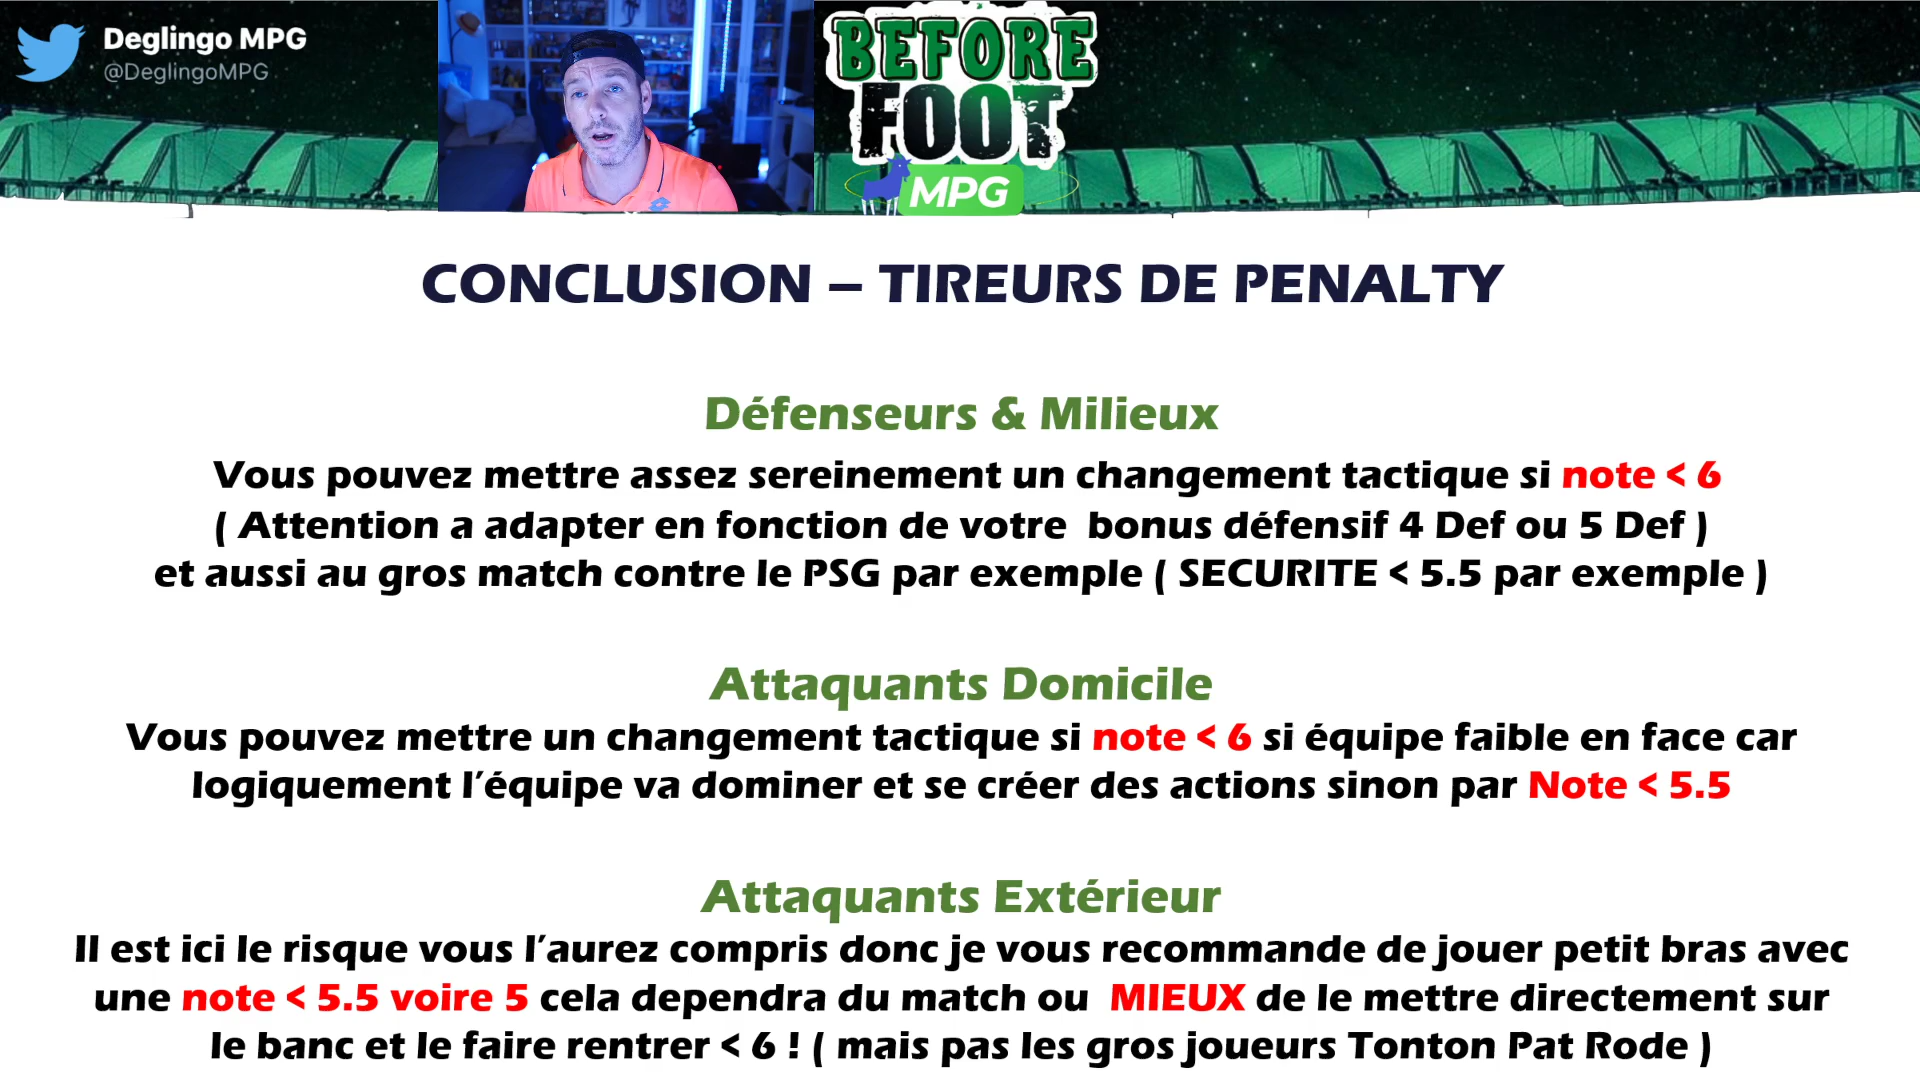 Deglingo MPG
@DeglingoMPG
BEFORE
FOOT
MPG
CONCLUSION – TIREURS DE PENALTY
Défenseurs & Milieux
Vous pouvez mettre assez sereinement un changement tactique si note < 6
( Attention a adapter en fonction de votre bonus défensif 4 Def ou 5 Def )
et aussi au gros match contre le PSG par exemple ( SECURITE < 5.5 par exemple )
Attaquants Domicile
Vous pouvez mettre un changement tactique si note < 6 si équipe faible en face car
logiquement l’équipe va dominer et se créer des actions sinon par Note < 5.5
Attaquants Extérieur
Il est ici le risque vous l’aurez compris donc je vous recommande de jouer petit bras avec
une note < 5.5 voire 5 cela dependra du match ou MIEUX de le mettre directement sur
le banc et le faire rentrer < 6 ! ( mais pas les gros joueurs Tonton Pat Rode )